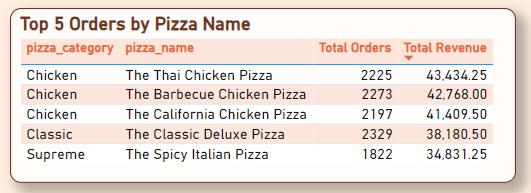 Top 5 Orders by Pizza Name
pizza_category pizza_name Total Orders Total Revenue
Chicken The Thai Chicken Pizza 2225 43,434.25
Chicken The Barbecue Chicken Pizza 2273 42,768.00
Chicken The California Chicken Pizza 2197 41,409.50
Classic The Classic Deluxe Pizza 2329 38,180.50
Supreme The Spicy Italian Pizza 1822 34,831.25